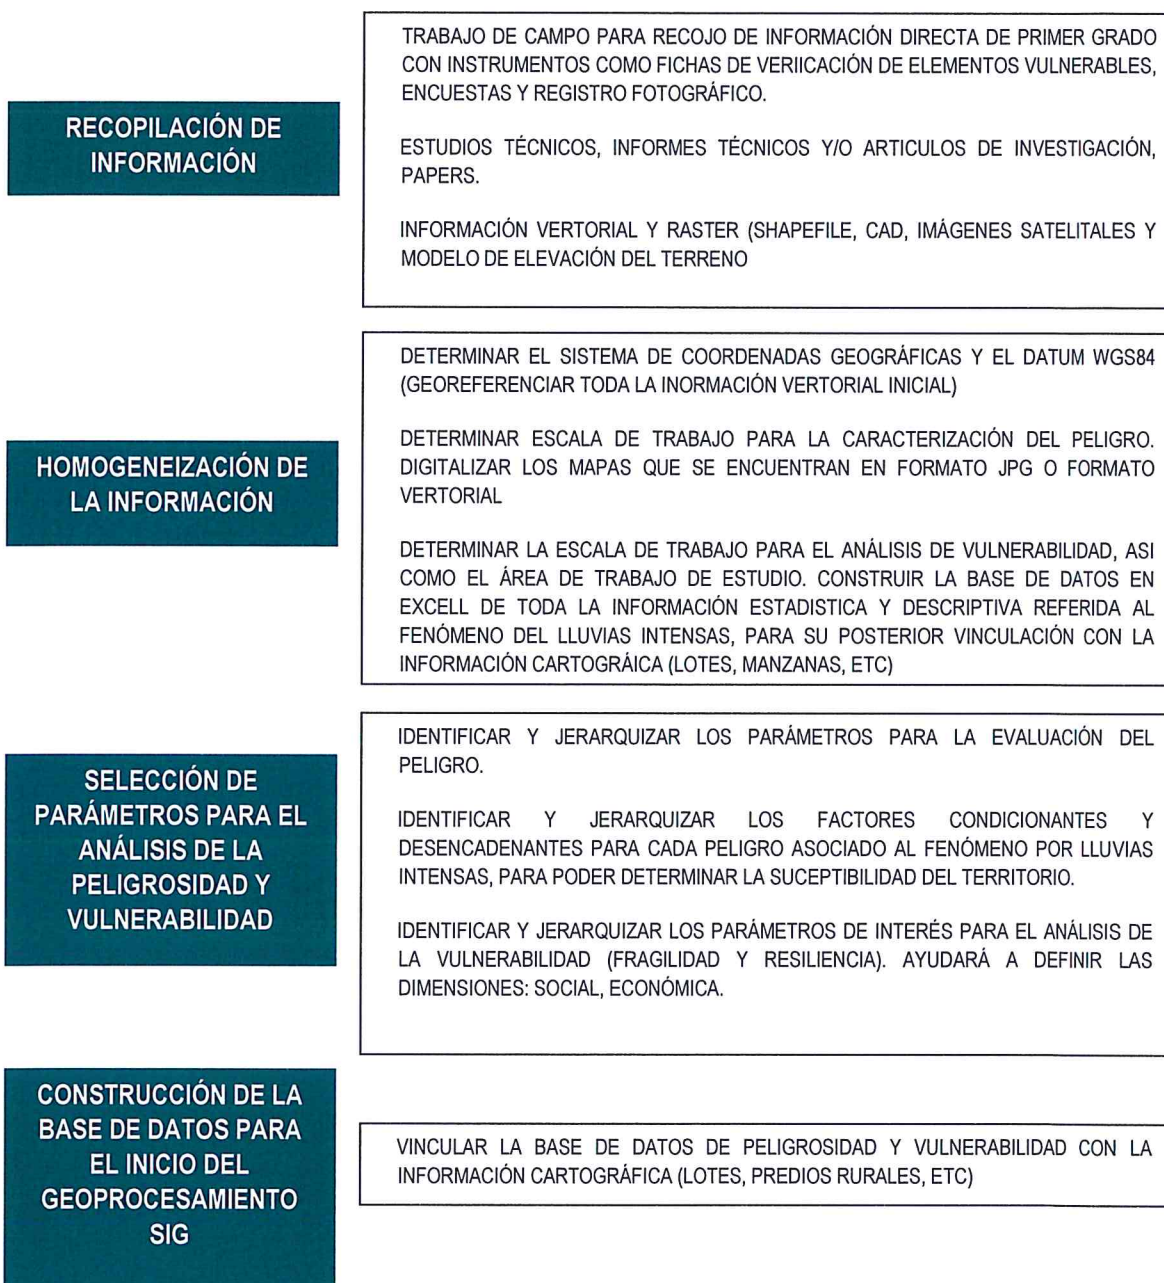 RECOPILACIÓN DE
INFORMACIÓN
TRABAJO DE CAMPO PARA RECOJO DE INFORMACIÓN DIRECTA DE PRIMER GRADO
CON INSTRUMENTOS COMO FICHAS DE VERIICACIÓN DE ELEMENTOS VULNERABLES,
ENCUESTAS Y REGISTRO FOTOGRÁFICO.
ESTUDIOS TÉCNICOS, INFORMES TÉCNICOS Y/O ARTICULOS DE INVESTIGACIÓN,
PAPERS.
INFORMACIÓN VERTORIAL Y RASTER (SHAPEFILE, CAD, IMÁGENES SATELITALES Y
MODELO DE ELEVACIÓN DEL TERRENO
HOMOGENEIZACIÓN DE
LA INFORMACIÓN
DETERMINAR EL SISTEMA DE COORDENADAS GEOGRÁFICAS Y EL DATUM WGS84
(GEOREFERENCIAR TODA LA INORMACIÓN VERTORIAL INICIAL)
DETERMINAR ESCALA DE TRABAJO PARA LA CARACTERIZACIÓN DEL PELIGRO.
DIGITALIZAR LOS MAPAS QUE SE ENCUENTRAN EN FORMATO JPG O FORMATO
VERTORIAL
DETERMINAR LA ESCALA DE TRABAJO PARA EL ANÁLISIS DE VULNERABILIDAD, ASI
COMO EL ÁREA DE TRABAJO DE ESTUDIO. CONSTRUIR LA BASE DE DATOS EN
EXCELL DE TODA LA INFORMACIÓN ESTADISTICA Y DESCRIPTIVA REFERIDA AL
FENÓMENO DEL LLUVIAS INTENSAS, PARA SU POSTERIOR VINCULACIÓN CON LA
INFORMACIÓN CARTOGRÁICA (LOTES, MANZANAS, ETC)
SELECCIÓN DE
PARÁMETROS PARA EL
ANÁLISIS DE LA
PELIGROSIDAD Y
VULNERABILIDAD
IDENTIFICAR Y JERARQUIZAR LOS PARÁMETROS PARA LA EVALUACIÓN DEL
PELIGRO.
IDENTIFICAR Y JERARQUIZAR LOS FACTORES CONDICIONANTES Y
DESENCADENANTES PARA CADA PELIGRO ASOCIADO AL FENÓMENO POR LLUVIAS
INTENSAS, PARA PODER DETERMINAR LA SUCEPTIBILIDAD DEL TERRITORIO.
IDENTIFICAR Y JERARQUIZAR LOS PARÁMETROS DE INTERÉS PARA EL ANÁLISIS DE
LA VULNERABILIDAD (FRAGILIDAD Y RESILIENCIA). AYUDARÁ A DEFINIR LAS
DIMENSIONES: SOCIAL, ECONÓMICA.
CONSTRUCCIÓN DE LA
BASE DE DATOS PARA
EL INICIO DEL
GEOPROCESAMIENTO
SIG
VINCULAR LA BASE DE DATOS DE PELIGROSIDAD Y VULNERABILIDAD CON LA
INFORMACIÓN CARTOGRÁFICA (LOTES, PREDIOS RURALES, ETC)